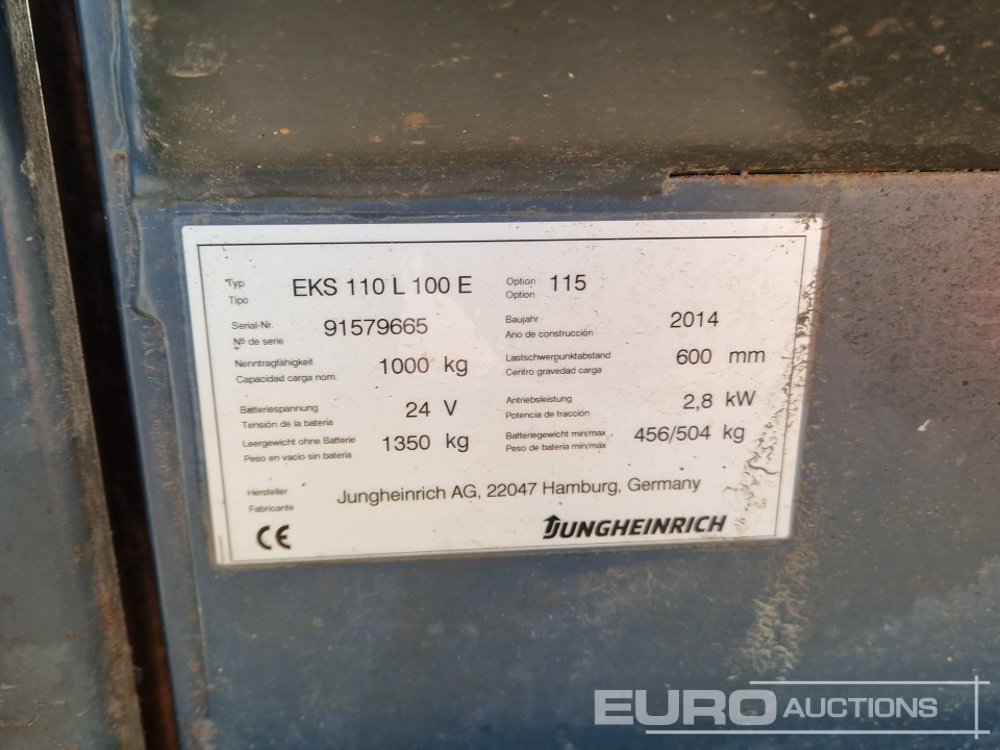 Typ EKS 110 L 100 E Option 115
Tipo Option
Serial-Nr. 91579665 Baujahr 2014
Nº de serie Ano de construcción
Nenntragfähigkeit 1000 kg Lastschwerpunktabstand 600 mm
Capacidad carga nom. Centro gravedad carga
Batteriespannung 24 V Antriebsleistung 2,8 kW
Tensión de la batería Potencia de tracción
Leergewicht ohne Batterie 1350 kg Batteriegewicht min/max 456/504 kg
Peso en vacio sin batería Peso de batería min/máx
Hersteller Jungheinrich AG, 22047 Hamburg, Germany
Fabricante
CE JUNGHEINRICH
EURO AUCTIONS